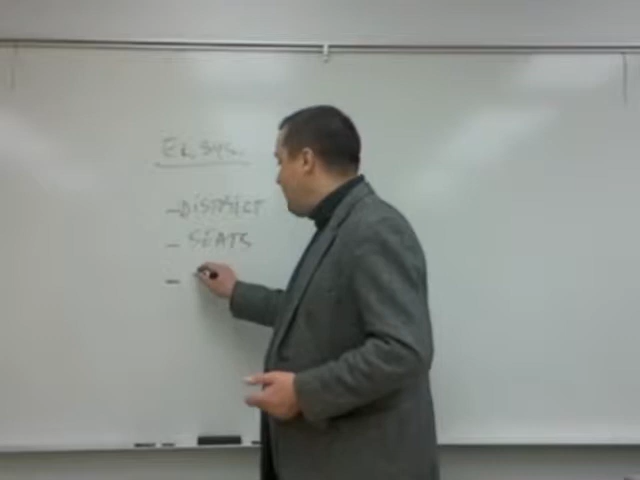 EL. SYS.
- DISTRICT
- SEATS
-